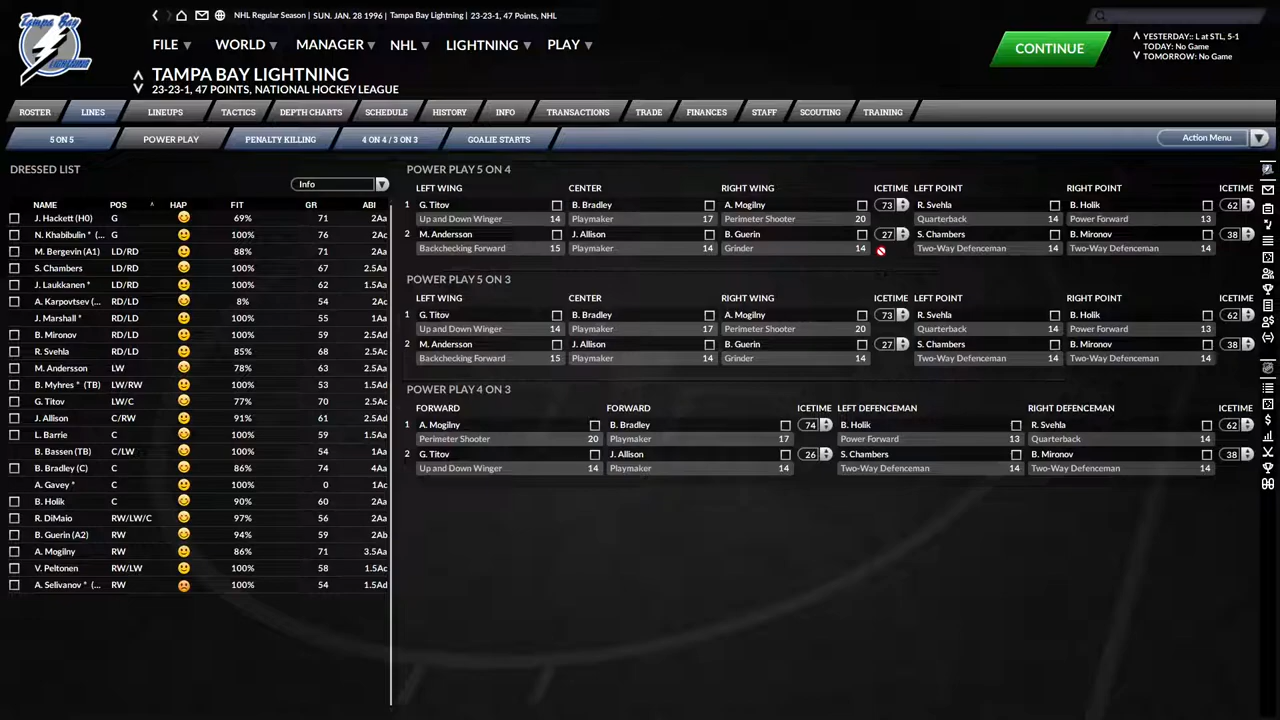 NHL Regular Season | SUN. JAN. 28 1996 | Tampa Bay Lightning | 23-23-1, 47 Points, NHL
FILE WORLD MANAGER NHL LIGHTNING PLAY
CONTINUE
YESTERDAY: L at STL, 5-1
TODAY: No Game
TOMORROW: No Game
TAMPA BAY LIGHTNING
23-23-1, 47 POINTS, NATIONAL HOCKEY LEAGUE
ROSTER LINES LINEUPS TACTICS DEPTH CHARTS SCHEDULE HISTORY INFO TRANSACTIONS TRADE FINANCES STAFF SCOUTING TRAINING
5 ON 5 POWER PLAY PENALTY KILLING 4 ON 4 / 3 ON 3 GOALIE STARTS Action Menu
DRESSED LIST
Info
NAME POS HAP FIT GR ABI
J. Hackett (H0) G 69% 71 2Aa
N. Khabibulin * (... G 100% 76 2Ac
M. Bergevin (A1) LD/RD 88% 71 2Aa
S. Chambers LD/RD 100% 67 2.5Aa
J. Laukkanen * LD/RD 100% 62 1.5Aa
A. Karpovtsev (... RD/LD 8% 54 2Ac
J. Marshall * RD/LD 100% 55 1Aa
B. Mironov RD/LD 100% 59 2.5Ad
R. Svehla RD/LD 85% 68 2.5Ac
M. Andersson LW 78% 63 2.5Aa
B. Myhres * (TB) LW/RW 100% 53 1.5Ad
G. Titov LW/C 77% 70 2.5Ac
J. Allison C/RW 91% 61 2.5Ad
L. Barrie C 100% 59 1.5Aa
B. Bassen (TB) C/LW 100% 54 1Aa
B. Bradley (C) C 86% 74 4Aa
A. Gavey * C 100% 0 1Ac
B. Holik C 90% 60 2Aa
R. DiMaio RW/LW/C 97% 56 2Aa
B. Guerin (A2) RW 94% 59 2Ab
A. Mogilny RW 86% 71 3.5Aa
V. Peltonen RW/LW 100% 58 1.5Ac
A. Selivanov * (... RW 100% 54 1.5Ad
POWER PLAY 5 ON 4
LEFT WING CENTER RIGHT WING ICETIME LEFT POINT RIGHT POINT ICETIME
1 G. Titov B. Bradley A. Mogilny 73 R. Svehla B. Holik 62
Up and Down Winger 14 Playmaker 17 Perimeter Shooter 20 Quarterback 14 Power Forward 13
2 M. Andersson J. Allison B. Guerin 27 S. Chambers B. Mironov 38
Backchecking Forward 15 Playmaker 14 Grinder 14 Two-Way Defenceman 14 Two-Way Defenceman 14
POWER PLAY 5 ON 3
LEFT WING CENTER RIGHT WING ICETIME LEFT POINT RIGHT POINT ICETIME
1 G. Titov B. Bradley A. Mogilny 73 R. Svehla B. Holik 62
Up and Down Winger 14 Playmaker 17 Perimeter Shooter 20 Quarterback 14 Power Forward 13
2 M. Andersson J. Allison B. Guerin 27 S. Chambers B. Mironov 38
Backchecking Forward 15 Playmaker 14 Grinder 14 Two-Way Defenceman 14 Two-Way Defenceman 14
POWER PLAY 4 ON 3
FORWARD FORWARD ICETIME LEFT DEFENCEMAN RIGHT DEFENCEMAN ICETIME
1 A. Mogilny B. Bradley 74 B. Holik R. Svehla 62
Perimeter Shooter 20 Playmaker 17 Power Forward 13 Quarterback 14
2 G. Titov J. Allison 26 S. Chambers B. Mironov 38
Up and Down Winger 14 Playmaker 14 Two-Way Defenceman 14 Two-Way Defenceman 14